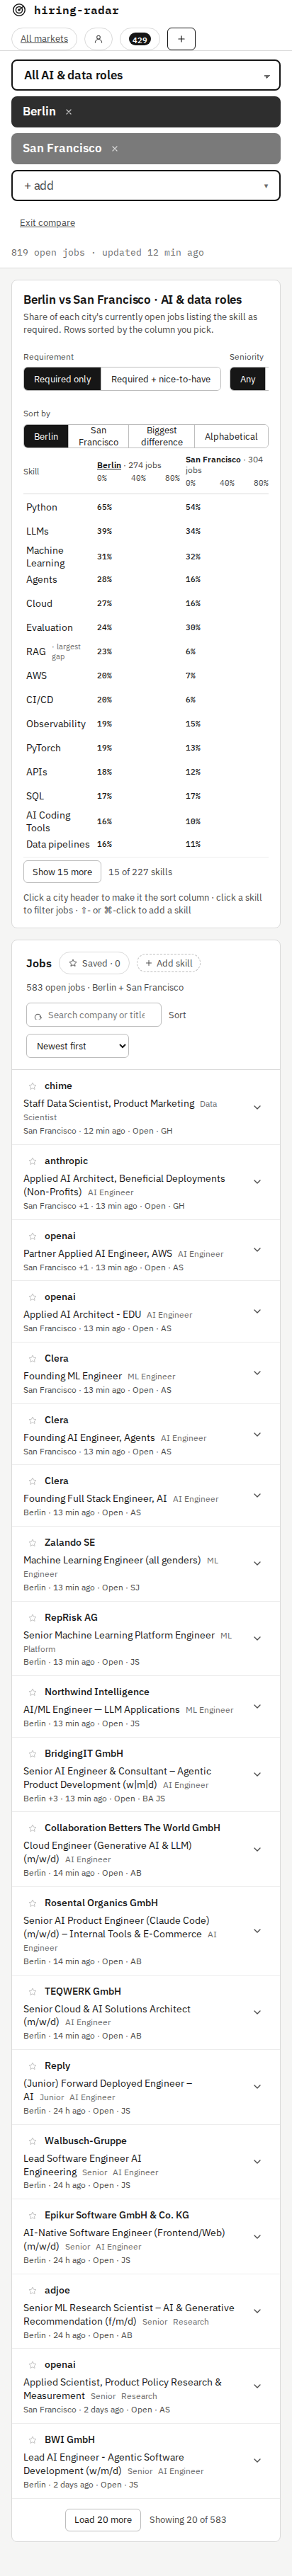 hiring-radar
All markets
429
+
All AI & data roles
Berlin ×
San Francisco ×
+ add
Exit compare
819 open jobs · updated 12 min ago
Berlin vs San Francisco · AI & data roles
Share of each city's currently open jobs listing the skill as
required. Rows sorted by the column you pick.
Requirement
Seniority
Required only
Required + nice-to-have
Any
Sort by
Berlin
San
Francisco
Biggest
difference
Alphabetical
Skill
Berlin · 274 jobs
San Francisco · 304
jobs
0% 40% 80%
0% 40% 80%
Python 65% 54%
LLMs 39% 34%
Machine
Learning 31% 32%
Agents 28% 16%
Cloud 27% 16%
Evaluation 24% 30%
RAG · largest
gap 23% 6%
AWS 20% 7%
CI/CD 20% 6%
Observability 19% 15%
PyTorch 19% 13%
APIs 18% 12%
SQL 17% 17%
AI Coding
Tools 16% 10%
Data pipelines 16% 11%
Show 15 more
15 of 227 skills
Click a city header to make it the sort column · click a skill
to filter jobs · ⇧- or ⌘-click to add a skill
Jobs
Saved · 0
+ Add skill
583 open jobs · Berlin + San Francisco
Search company or title
Sort
Newest first
chime
Staff Data Scientist, Product Marketing Data
Scientist
San Francisco · 12 min ago · Open · GH
anthropic
Applied AI Architect, Beneficial Deployments
(Non-Profits) AI Engineer
San Francisco +1 · 13 min ago · Open · GH
openai
Partner Applied AI Engineer, AWS AI Engineer
San Francisco +1 · 13 min ago · Open · AS
openai
Applied AI Architect - EDU AI Engineer
San Francisco · 13 min ago · Open · AS
Clera
Founding ML Engineer ML Engineer
San Francisco · 13 min ago · Open · AS
Clera
Founding AI Engineer, Agents AI Engineer
San Francisco · 13 min ago · Open · AS
Clera
Founding Full Stack Engineer, AI AI Engineer
Berlin · 13 min ago · Open · AS
Zalando SE
Machine Learning Engineer (all genders) ML
Engineer
Berlin · 13 min ago · Open · SJ
RepRisk AG
Senior Machine Learning Platform Engineer ML
Platform
Berlin · 13 min ago · Open · JS
Northwind Intelligence
AI/ML Engineer — LLM Applications ML Engineer
Berlin · 13 min ago · Open · JS
BridgingIT GmbH
Senior AI Engineer & Consultant – Agentic
Product Development (w|m|d) AI Engineer
Berlin +3 · 13 min ago · Open · BA JS
Collaboration Betters The World GmbH
Cloud Engineer (Generative AI & LLM)
(m/w/d) AI Engineer
Berlin · 14 min ago · Open · AB
Rosental Organics GmbH
Senior AI Product Engineer (Claude Code)
(m/w/d) – Internal Tools & E-Commerce AI
Engineer
Berlin · 14 min ago · Open · AB
TEQWERK GmbH
Senior Cloud & AI Solutions Architect
(m/w/d) AI Engineer
Berlin · 14 min ago · Open · AB
Reply
(Junior) Forward Deployed Engineer –
AI Junior AI Engineer
Berlin · 24 h ago · Open · JS
Walbusch-Gruppe
Lead Software Engineer AI
Engineering Senior AI Engineer
Berlin · 24 h ago · Open · JS
Epikur Software GmbH & Co. KG
AI-Native Software Engineer (Frontend/Web)
(m/w/d) Senior AI Engineer
Berlin · 24 h ago · Open · JS
adjoe
Senior ML Research Scientist – AI & Generative
Recommendation (f/m/d) Senior Research
Berlin · 24 h ago · Open · AB
openai
Applied Scientist, Product Policy Research &
Measurement Senior Research
San Francisco · 2 days ago · Open · AS
BWI GmbH
Lead AI Engineer - Agentic Software
Development (w/m/d) Senior AI Engineer
Berlin · 2 days ago · Open · JS
Load 20 more
Showing 20 of 583